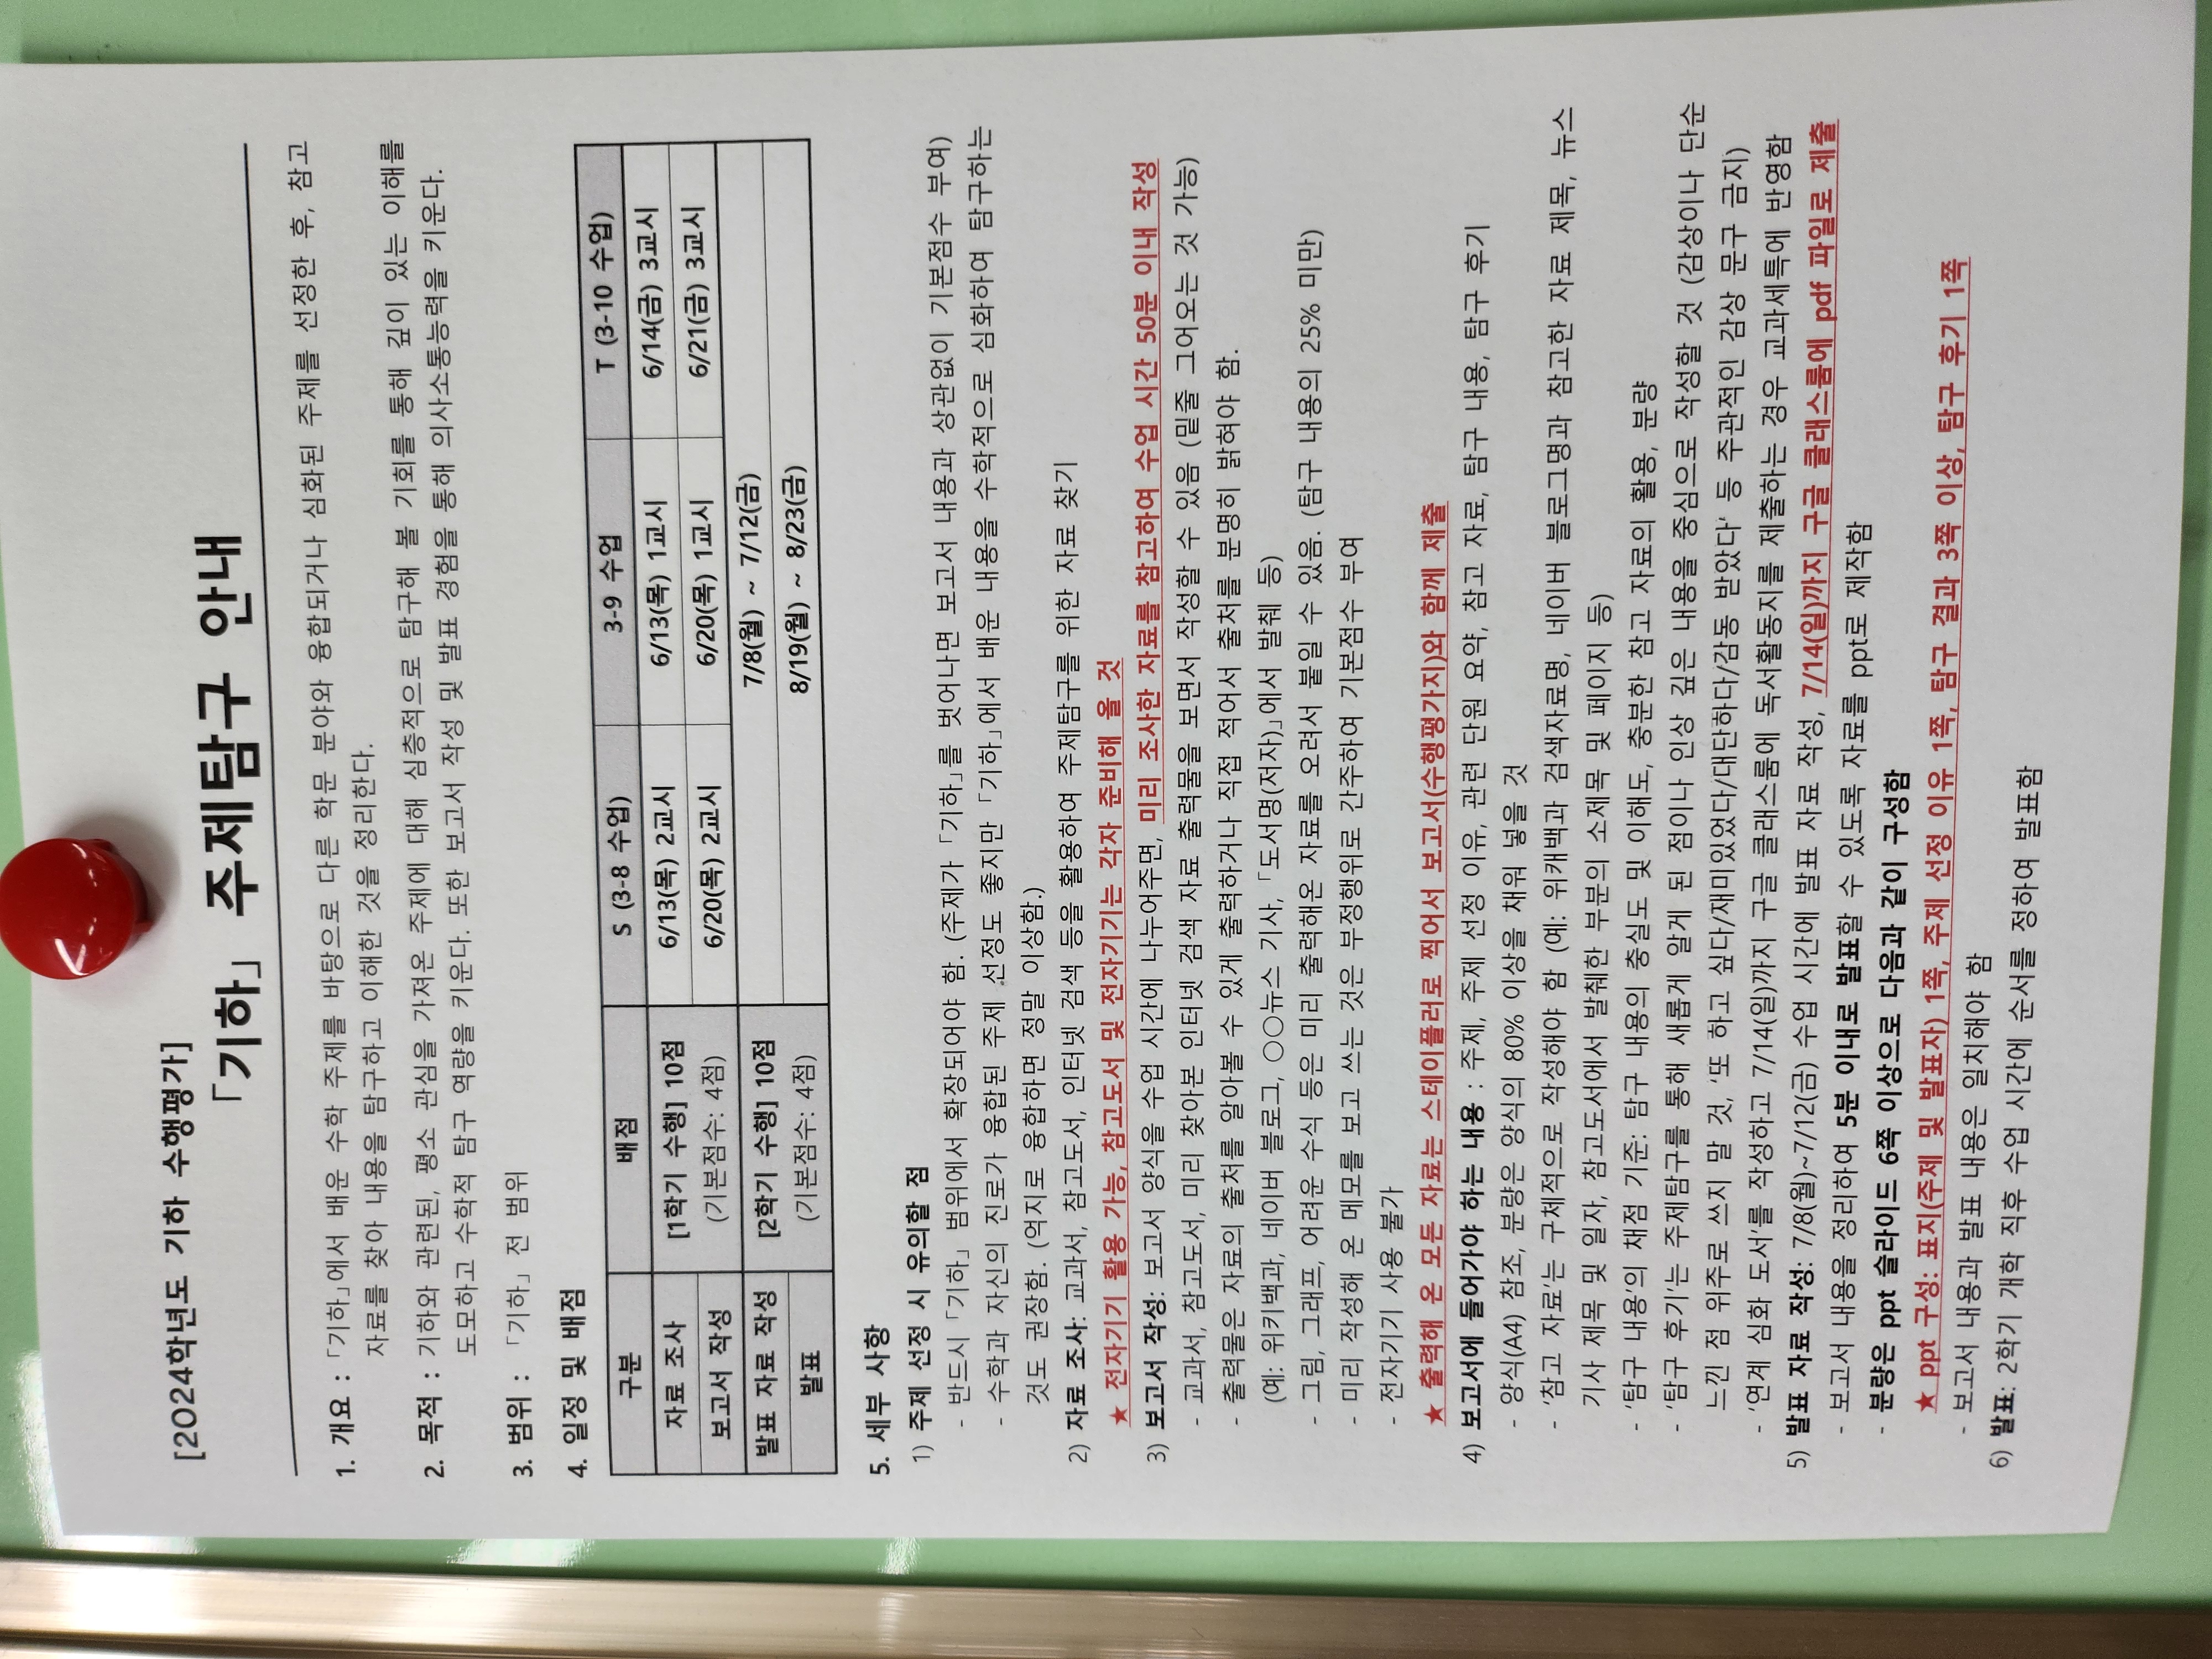 [2024학년도 기하 수행평가]
「기하」 주제탐구 안내
1. 개요 : 「기하」에서 배운 수학 주제를 바탕으로 다른 학문 분야와 융합되거나 심화된 주제를 선정한 후, 참고
자료를 찾아 내용을 탐구하고 이해한 것을 정리한다.
2. 목적 : 기하와 관련된, 평소 관심을 가져온 주제에 대해 심층적으로 탐구해 볼 기회를 통해 깊이 있는 이해를
도모하고 수학적 탐구 역량을 키운다. 또한 보고서 작성 및 발표 경험을 통해 의사소통능력을 키운다.
3. 범위 : 「기하」 전 범위
4. 일정 및 배점
구분 배점 S (3-8 수업) 3-9 수업 T (3-10 수업)
자료 조사 [1학기 수행] 10점 6/13(목) 2교시 6/13(목) 1교시 6/14(금) 3교시
보고서 작성 (기본점수: 4점) 6/20(목) 2교시 6/20(목) 1교시 6/21(금) 3교시
발표 자료 작성 [2학기 수행] 10점 7/8(월) ~ 7/12(금)
발표 (기본점수: 4점) 8/19(월) ~ 8/23(금)
5. 세부 사항
1) 주제 선정 시 유의할 점
- 반드시 「기하」 범위에서 확장되어야 함. (주제가 「기하」를 벗어나면 보고서 내용과 상관없이 기본점수 부여)
- 수학과 자신의 진로가 융합된 주제 선정도 좋지만 「기하」에서 배운 내용을 수학적으로 심화하여 탐구하는
것도 권장함. (억지로 융합하면 정말 이상함.)
2) 자료 조사: 교과서, 참고도서, 인터넷 검색 등을 활용하여 주제탐구를 위한 자료 찾기
★ 전자기기 활용 가능, 참고도서 및 전자기기는 각자 준비해 올 것
3) 보고서 작성: 보고서 양식을 수업 시간에 나누어주면, 미리 조사한 자료를 참고하여 수업 시간 50분 이내 작성
- 교과서, 참고도서, 미리 찾아본 인터넷 검색 자료 출력물을 보면서 작성할 수 있음 (밑줄 그어오는 것 가능)
- 출력물은 자료의 출처를 알아볼 수 있게 출력하거나 직접 적어서 출처를 분명히 밝혀야 함.
(예: 위키백과, 네이버 블로그, ○○뉴스 기사, 「도서명(저자)」에서 발췌 등)
- 그림, 그래프, 어려운 수식 등은 미리 출력해온 자료를 오려서 붙일 수 있음. (탐구 내용의 25% 미만)
- 미리 작성해 온 메모를 보고 쓰는 것은 부정행위로 간주하여 기본점수 부여
- 전자기기 사용 불가
★ 출력해 온 모든 자료는 스테이플러로 찍어서 보고서(수행평가지)와 함께 제출
4) 보고서에 들어가야 하는 내용 : 주제, 주제 선정 이유, 관련 단원 요약, 참고 자료, 탐구 내용, 탐구 후기
- 양식(A4) 참조, 분량은 양식의 80% 이상을 채워 넣을 것
- ‘참고 자료’는 구체적으로 작성해야 함 (예: 위캐백과 검색자료명, 네이버 블로그명과 참고한 자료 제목, 뉴스
기사 제목 및 일자, 참고도서에서 발췌한 부분의 소제목 및 페이지 등)
- ‘탐구 내용’의 채점 기준: 탐구 내용의 충실도 및 이해도, 충분한 참고 자료의 활용, 분량
- ‘탐구 후기’는 주제탐구를 통해 새롭게 알게 된 점이나 인상 깊은 내용을 중심으로 작성할 것 (감상이나 단순
느낀 점 위주로 쓰지 말 것, ‘또 하고 싶다/재미있었다/대단하다/감동 받았다’ 등 주관적인 감상 문구 금지)
- ‘연계 심화 도서’를 작성하고 7/14(일)까지 구글 클래스룸에 독서활동지를 제출하는 경우 교과세특에 반영함
5) 발표 자료 작성: 7/8(월)~7/12(금) 수업 시간에 발표 자료 작성, 7/14(일)까지 구글 클래스룸에 pdf 파일로 제출
- 보고서 내용을 정리하여 5분 이내로 발표할 수 있도록 자료를 ppt로 제작함
- 분량은 ppt 슬라이드 6쪽 이상으로 다음과 같이 구성함
★ ppt 구성: 표지(주제 및 발표자) 1쪽, 주제 선정 이유 1쪽, 탐구 결과 3쪽 이상, 탐구 후기 1쪽
- 보고서 내용과 발표 내용은 일치해야 함
6) 발표: 2학기 개학 직후 수업 시간에 순서를 정하여 발표함